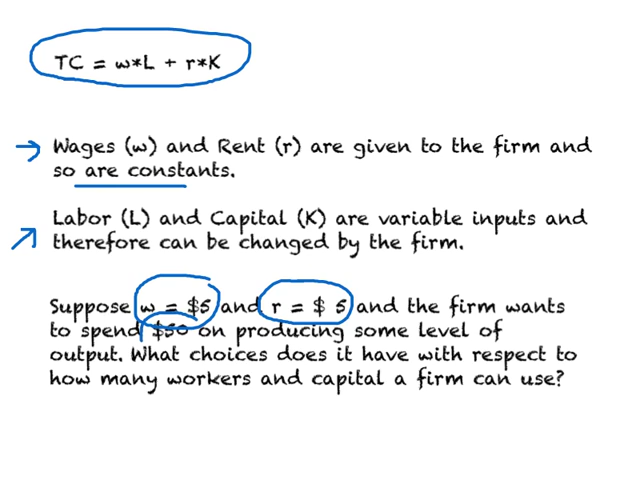 TC = w*L + r*K
Wages (w) and Rent (r) are given to the firm and
so are constants.
Labor (L) and Capital (K) are variable inputs and
therefore can be changed by the firm.
Suppose w = $5 and r = $ 5 and the firm wants
to spend $50 on producing some level of
output. What choices does it have with respect to
how many workers and capital a firm can use?